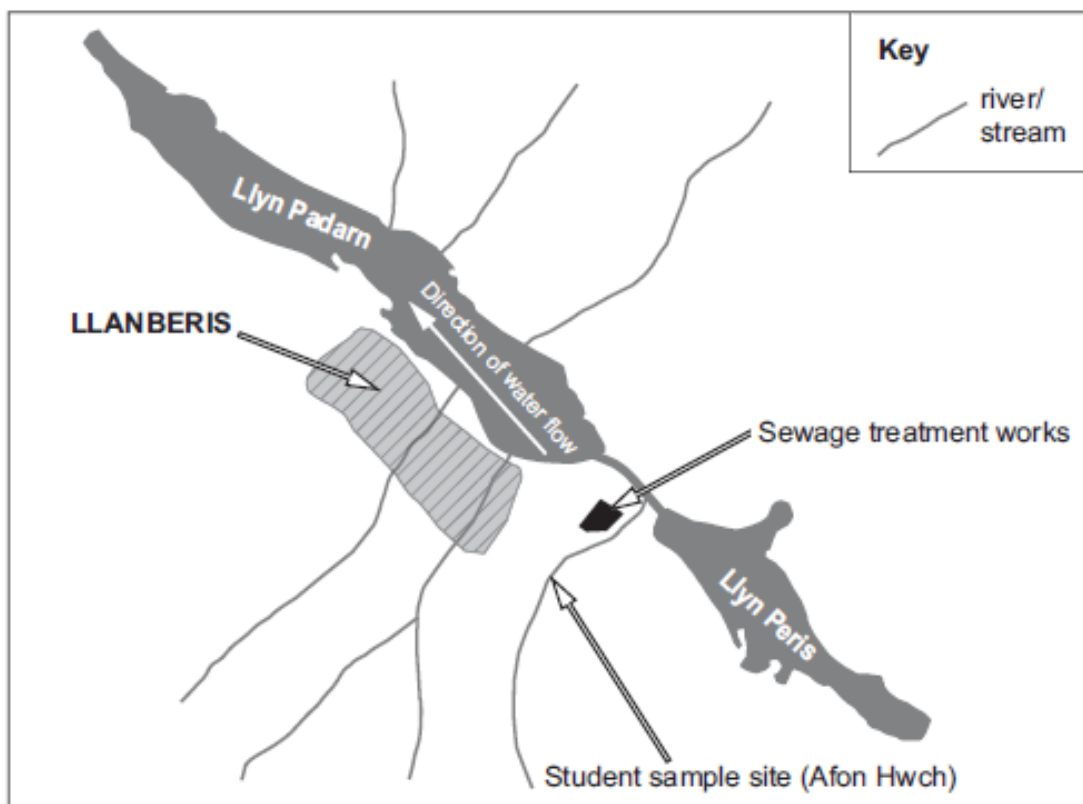 Key
river/
stream
Llyn Padarn
LLANBERIS
Direction of water flow
Sewage treatment works
Llyn Peris
Student sample site (Afon Hwch)